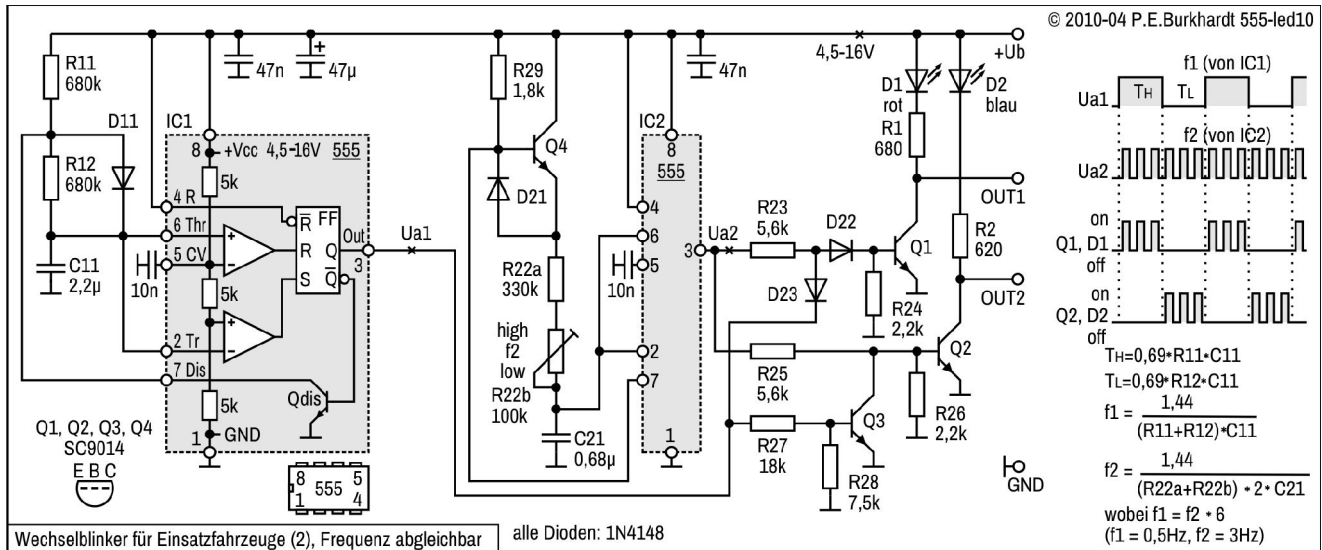 © 2010-04 P.E.Burkhardt 555-led10
+Ub
4,5-16V
R11
680k
47n
+
47µ
R29
1,8k
47n
D1
rot
D2
blau
R1
680
D11
R12
680k
IC1
8
+Vcc 4,5-16V 555
5k
4 R
6 Thr
5 CV
10n
C11
2,2µ
+
−
5k
+
−
2 Tr
7 Dis
5k
1
GND
R FF
R Q
S Q
Out
3
Qdis
Ua1
Q4
D21
R22a
330k
high
f2
low
R22b
100k
C21
0,68µ
IC2
8
555
4
6
5
10n
2
7
1
3
Ua2
R23
5,6k
D22
D23
Q1
R24
2,2k
OUT1
R2
620
OUT2
R25
5,6k
Q2
R26
2,2k
R27
18k
Q3
R28
7,5k
GND
Q1, Q2, Q3, Q4
SC9014
E B C
8 5
555
1 4
f1 (von IC1)
Ua1
TH TL
f2 (von IC2)
Ua2
on
Q1, D1
off
on
Q2, D2
off
TH=0,69*R11*C11
TL=0,69*R12*C11
f1 =
1,44
(R11+R12)*C11
f2 =
1,44
(R22a+R22b) * 2 * C21
wobei f1 = f2 * 6
(f1 = 0,5Hz, f2 = 3Hz)
Wechselblinker für Einsatzfahrzeuge (2), Frequenz abgleichbar
alle Dioden: 1N4148